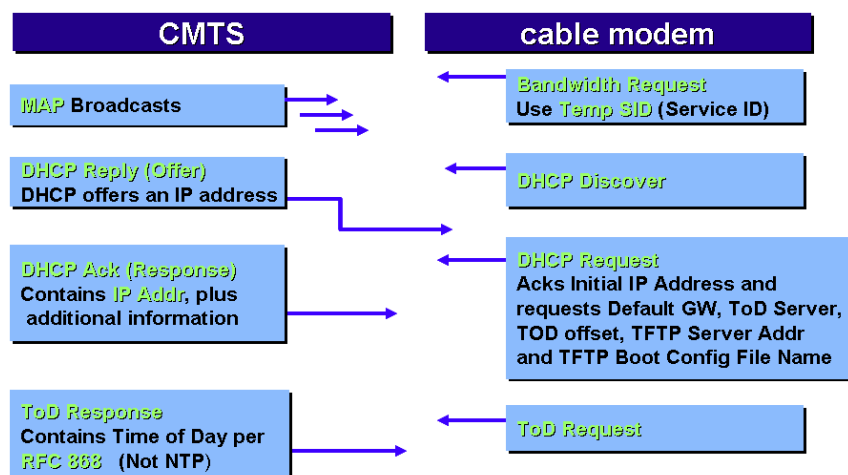 CMTS
cable modem
MAP Broadcasts
Bandwidth Request
Use Temp SID (Service ID)
DHCP Reply (Offer)
DHCP offers an IP address
DHCP Discover
DHCP Ack (Response)
Contains IP Addr, plus
additional information
DHCP Request
Acks Initial IP Address and
requests Default GW, ToD Server,
TOD offset, TFTP Server Addr
and TFTP Boot Config File Name
ToD Response
Contains Time of Day per
RFC 868 (Not NTP)
ToD Request